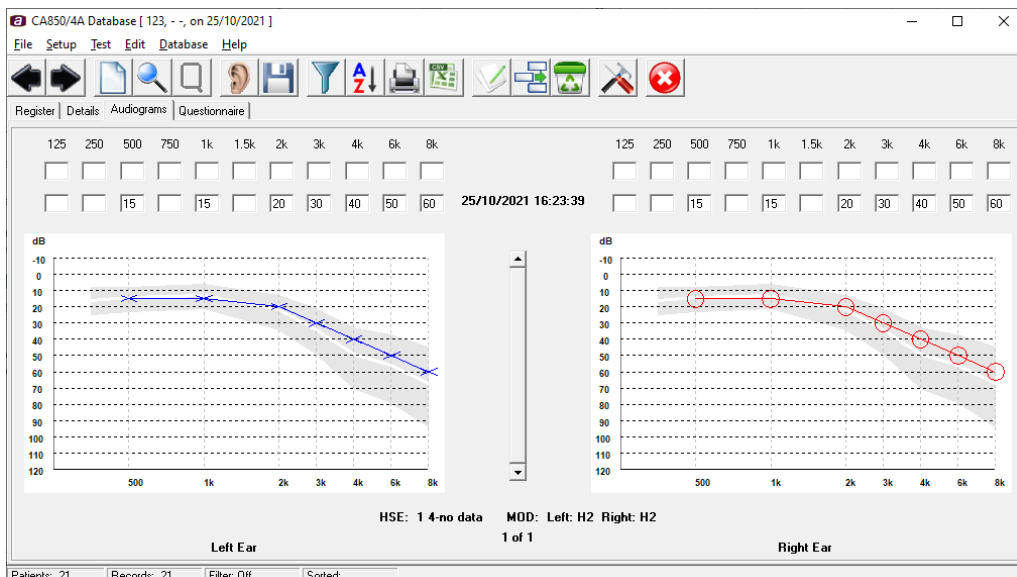 CA850/4A Database [ 123, - -, on 25/10/2021 ]
File Setup Test Edit Database Help
A Z CSV
Register Details Audiograms Questionnaire
125 250 500 750 1k 1.5k 2k 3k 4k 6k 8k 125 250 500 750 1k 1.5k 2k 3k 4k 6k 8k
15 15 20 30 40 50 60 25/10/2021 16:23:39 15 15 20 30 40 50 60
dB dB
-10 -10
0 0
10 10
20 20
30 30
40 40
50 50
60 60
70 70
80 80
90 90
100 100
110 110
120 120
500 1k 2k 3k 4k 6k 8k 500 1k 2k 3k 4k 6k 8k
HSE: 1 4-no data MOD: Left: H2 Right: H2
1 of 1
Left Ear Right Ear
Patients: 21 Records: 21 Filter: Off Sorted: